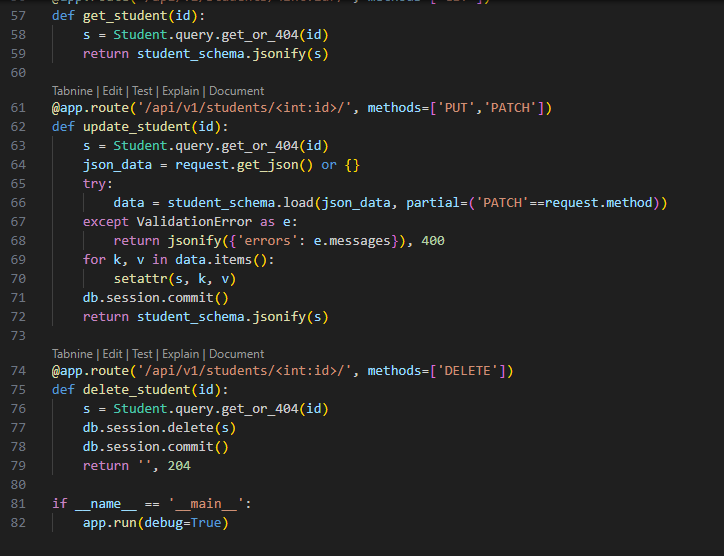 57 def get_student(id):
58     s = Student.query.get_or_404(id)
59     return student_schema.jsonify(s)
60
Tabnine | Edit | Test | Explain | Document
61 @app.route('/api/v1/students/<int:id>/', methods=['PUT','PATCH'])
62 def update_student(id):
63     s = Student.query.get_or_404(id)
64     json_data = request.get_json() or {}
65     try:
66         data = student_schema.load(json_data, partial=('PATCH'==request.method))
67     except ValidationError as e:
68         return jsonify({'errors': e.messages}), 400
69     for k, v in data.items():
70         setattr(s, k, v)
71     db.session.commit()
72     return student_schema.jsonify(s)
73
Tabnine | Edit | Test | Explain | Document
74 @app.route('/api/v1/students/<int:id>/', methods=['DELETE'])
75 def delete_student(id):
76     s = Student.query.get_or_404(id)
77     db.session.delete(s)
78     db.session.commit()
79     return '', 204
80
81 if __name__ == '__main__':
82     app.run(debug=True)